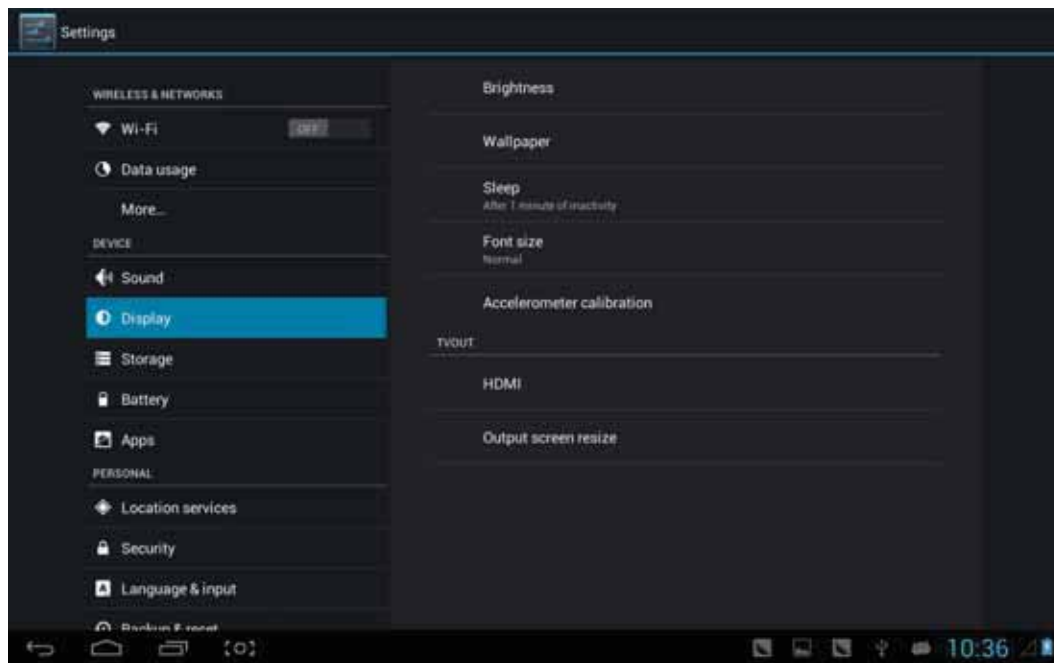 Settings
WIRELESS & NETWORKS
Wi-Fi OFF
Data usage
More...
DEVICE
Sound
Display
Storage
Battery
Apps
PERSONAL
Location services
Security
Language & input
Backup & reset
Brightness
Wallpaper
Sleep
After 1 minute of inactivity
Font size
Normal
Accelerometer calibration
TVOUT
HDMI
Output screen resize
10:36